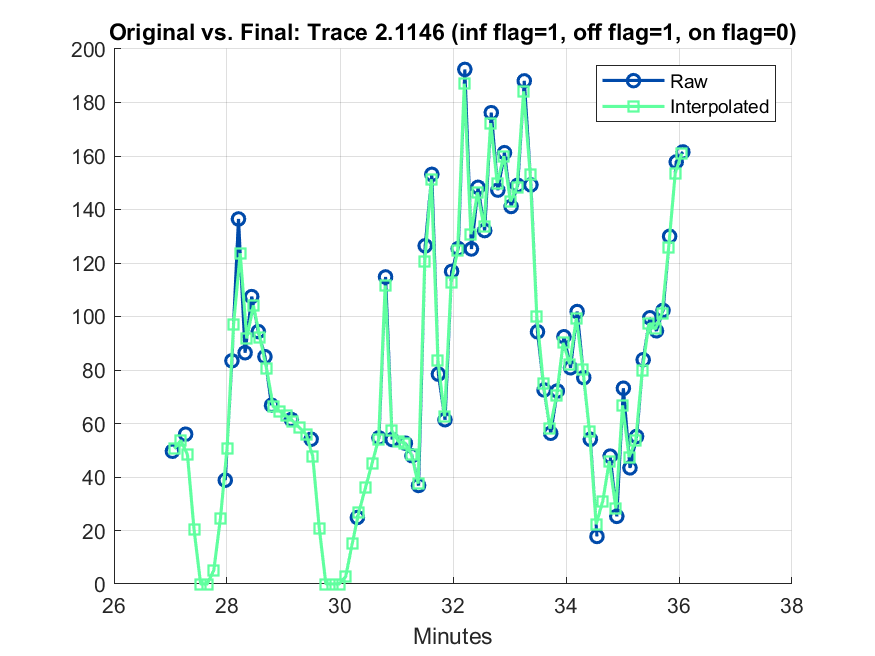 Original vs. Final: Trace 2.1146 (inf flag=1, off flag=1, on flag=0)
200
180
160
140
120
100
80
60
40
20
0
Raw
Interpolated
26 28 30 32 34 36 38
Minutes